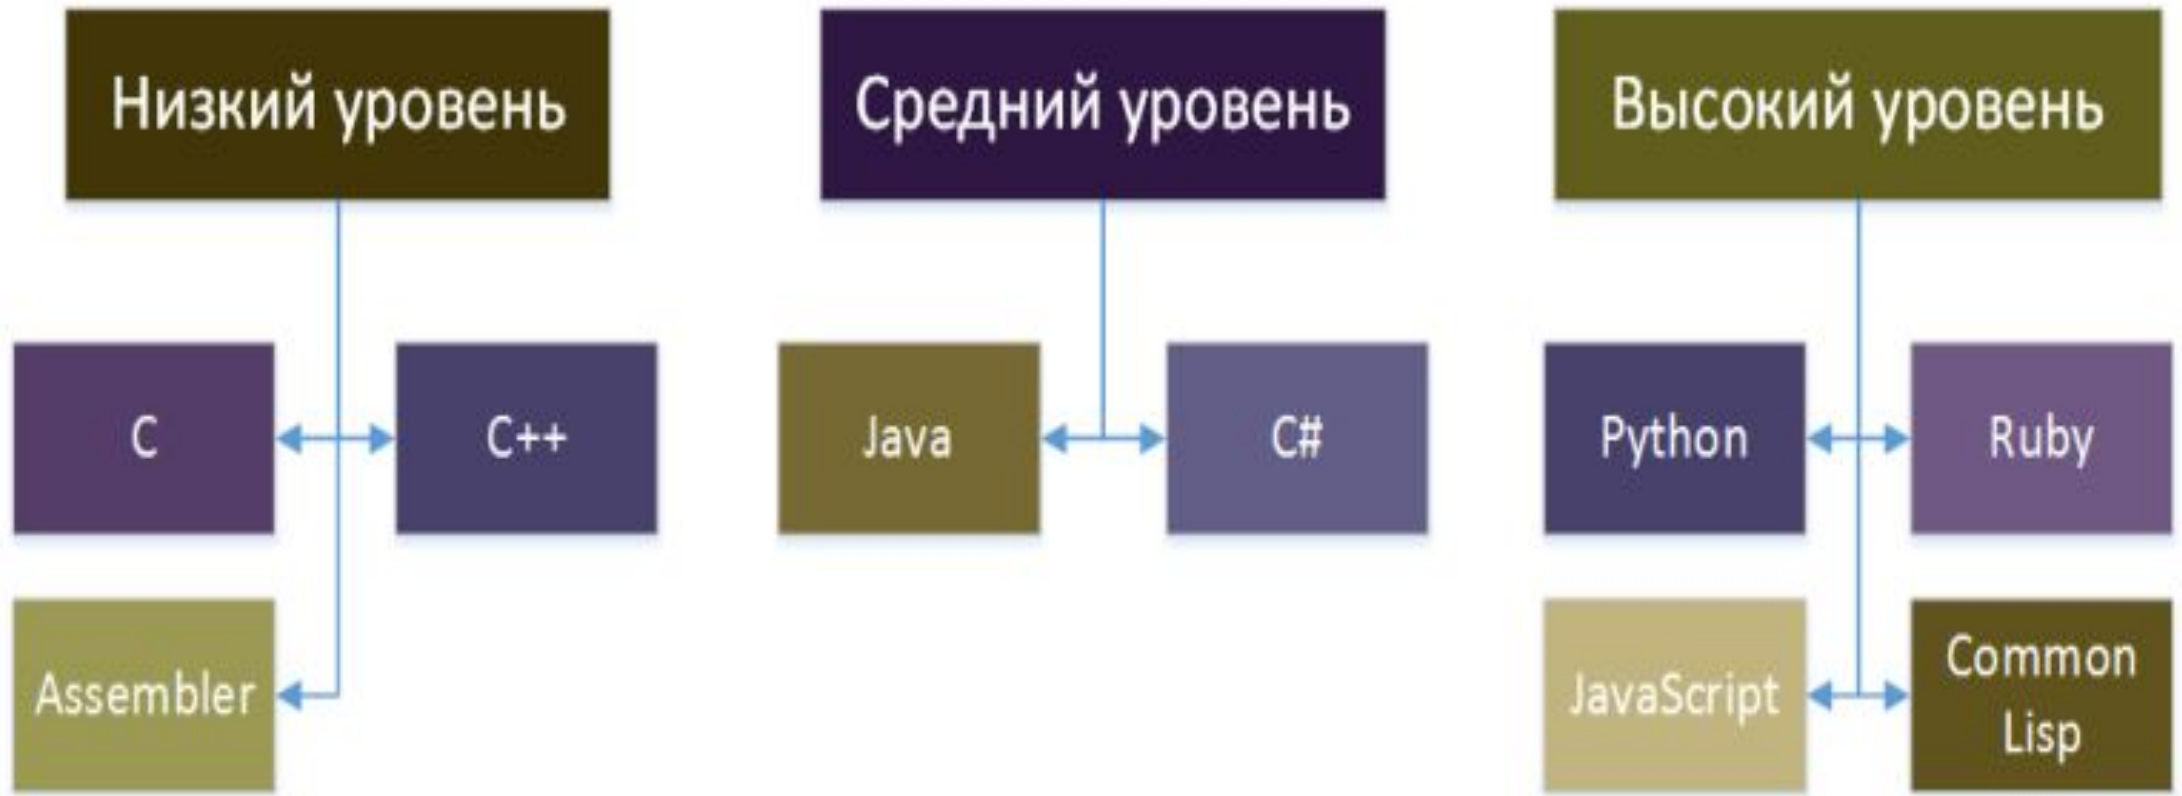 Низкий уровень
Средний уровень
Высокий уровень
C
C++
Java
C#
Python
Ruby
Assembler
JavaScript
Common
Lisp